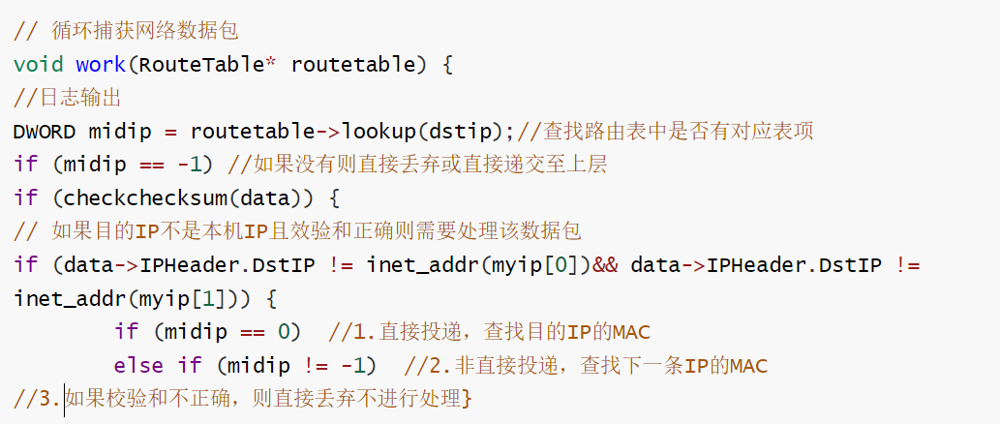 // 循环捕获网络数据包
void work(RouteTable* routetable) {
//日志输出
DWORD midip = routetable->lookup(dstip);//查找路由表中是否有对应表项
if (midip == -1) //如果没有则直接丢弃或直接递交至上层
if (checkchecksum(data)) {
// 如果目的IP不是本机IP且效验和正确则需要处理该数据包
if (data->IPHeader.DstIP != inet_addr(myip[0])&& data->IPHeader.DstIP !=
inet_addr(myip[1])) {
if (midip == 0) //1.直接投递，查找目的IP的MAC
else if (midip != -1) //2.非直接投递，查找下一条IP的MAC
//3.如果校验和不正确，则直接丢弃不进行处理}